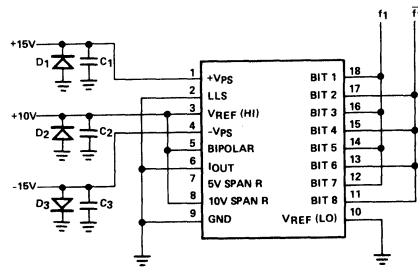 f1 f̅
+15V
D1 C1
1 +VPS BIT 1 18
2 LLS BIT 2 17
+10V
3 VREF (HI) BIT 3 16
D2 C2
4 -VPS BIT 4 15
5 BIPOLAR BIT 5 14
6 IOUT BIT 6 13
-15V
7 5V SPAN R BIT 7 12
D3 C3
8 10V SPAN R BIT 8 11
9 GND VREF (LO) 10